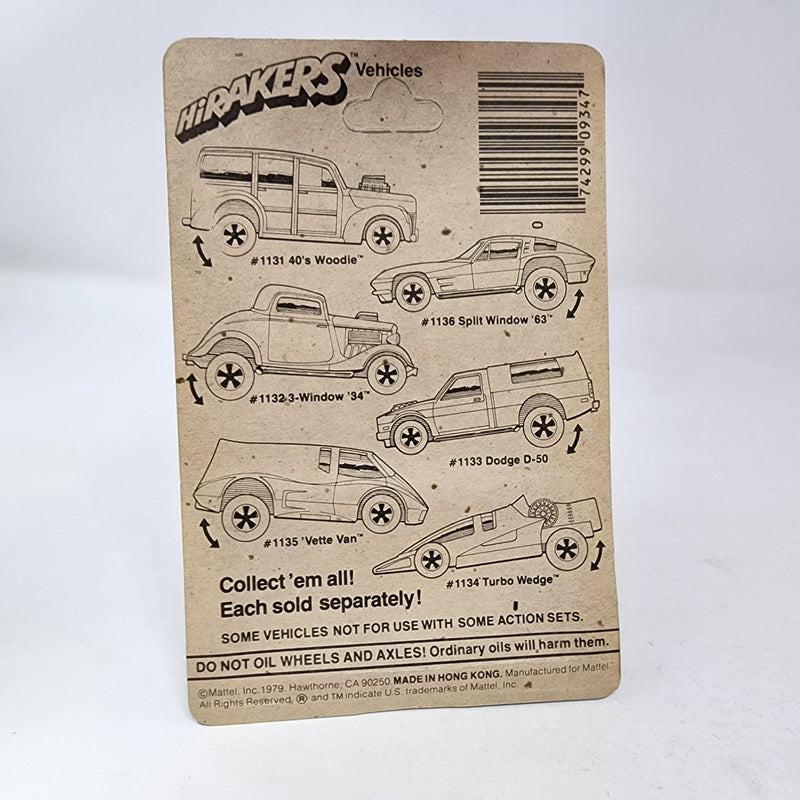 HiRAKERS™ Vehicles
74299 09347
#1131 40's Woodie™
#1136 Split Window '63™
#1132 3-Window '34™
#1133 Dodge D-50
#1135 'Vette Van™
#1134 Turbo Wedge™
Collect 'em all!
Each sold separately!
SOME VEHICLES NOT FOR USE WITH SOME ACTION SETS.
DO NOT OIL WHEELS AND AXLES! Ordinary oils will harm them.
©Mattel, Inc. 1979. Hawthorne, CA 90250. MADE IN HONG KONG. Manufactured for Mattel.
All Rights Reserved. ® and TM indicate U.S. trademarks of Mattel, Inc.